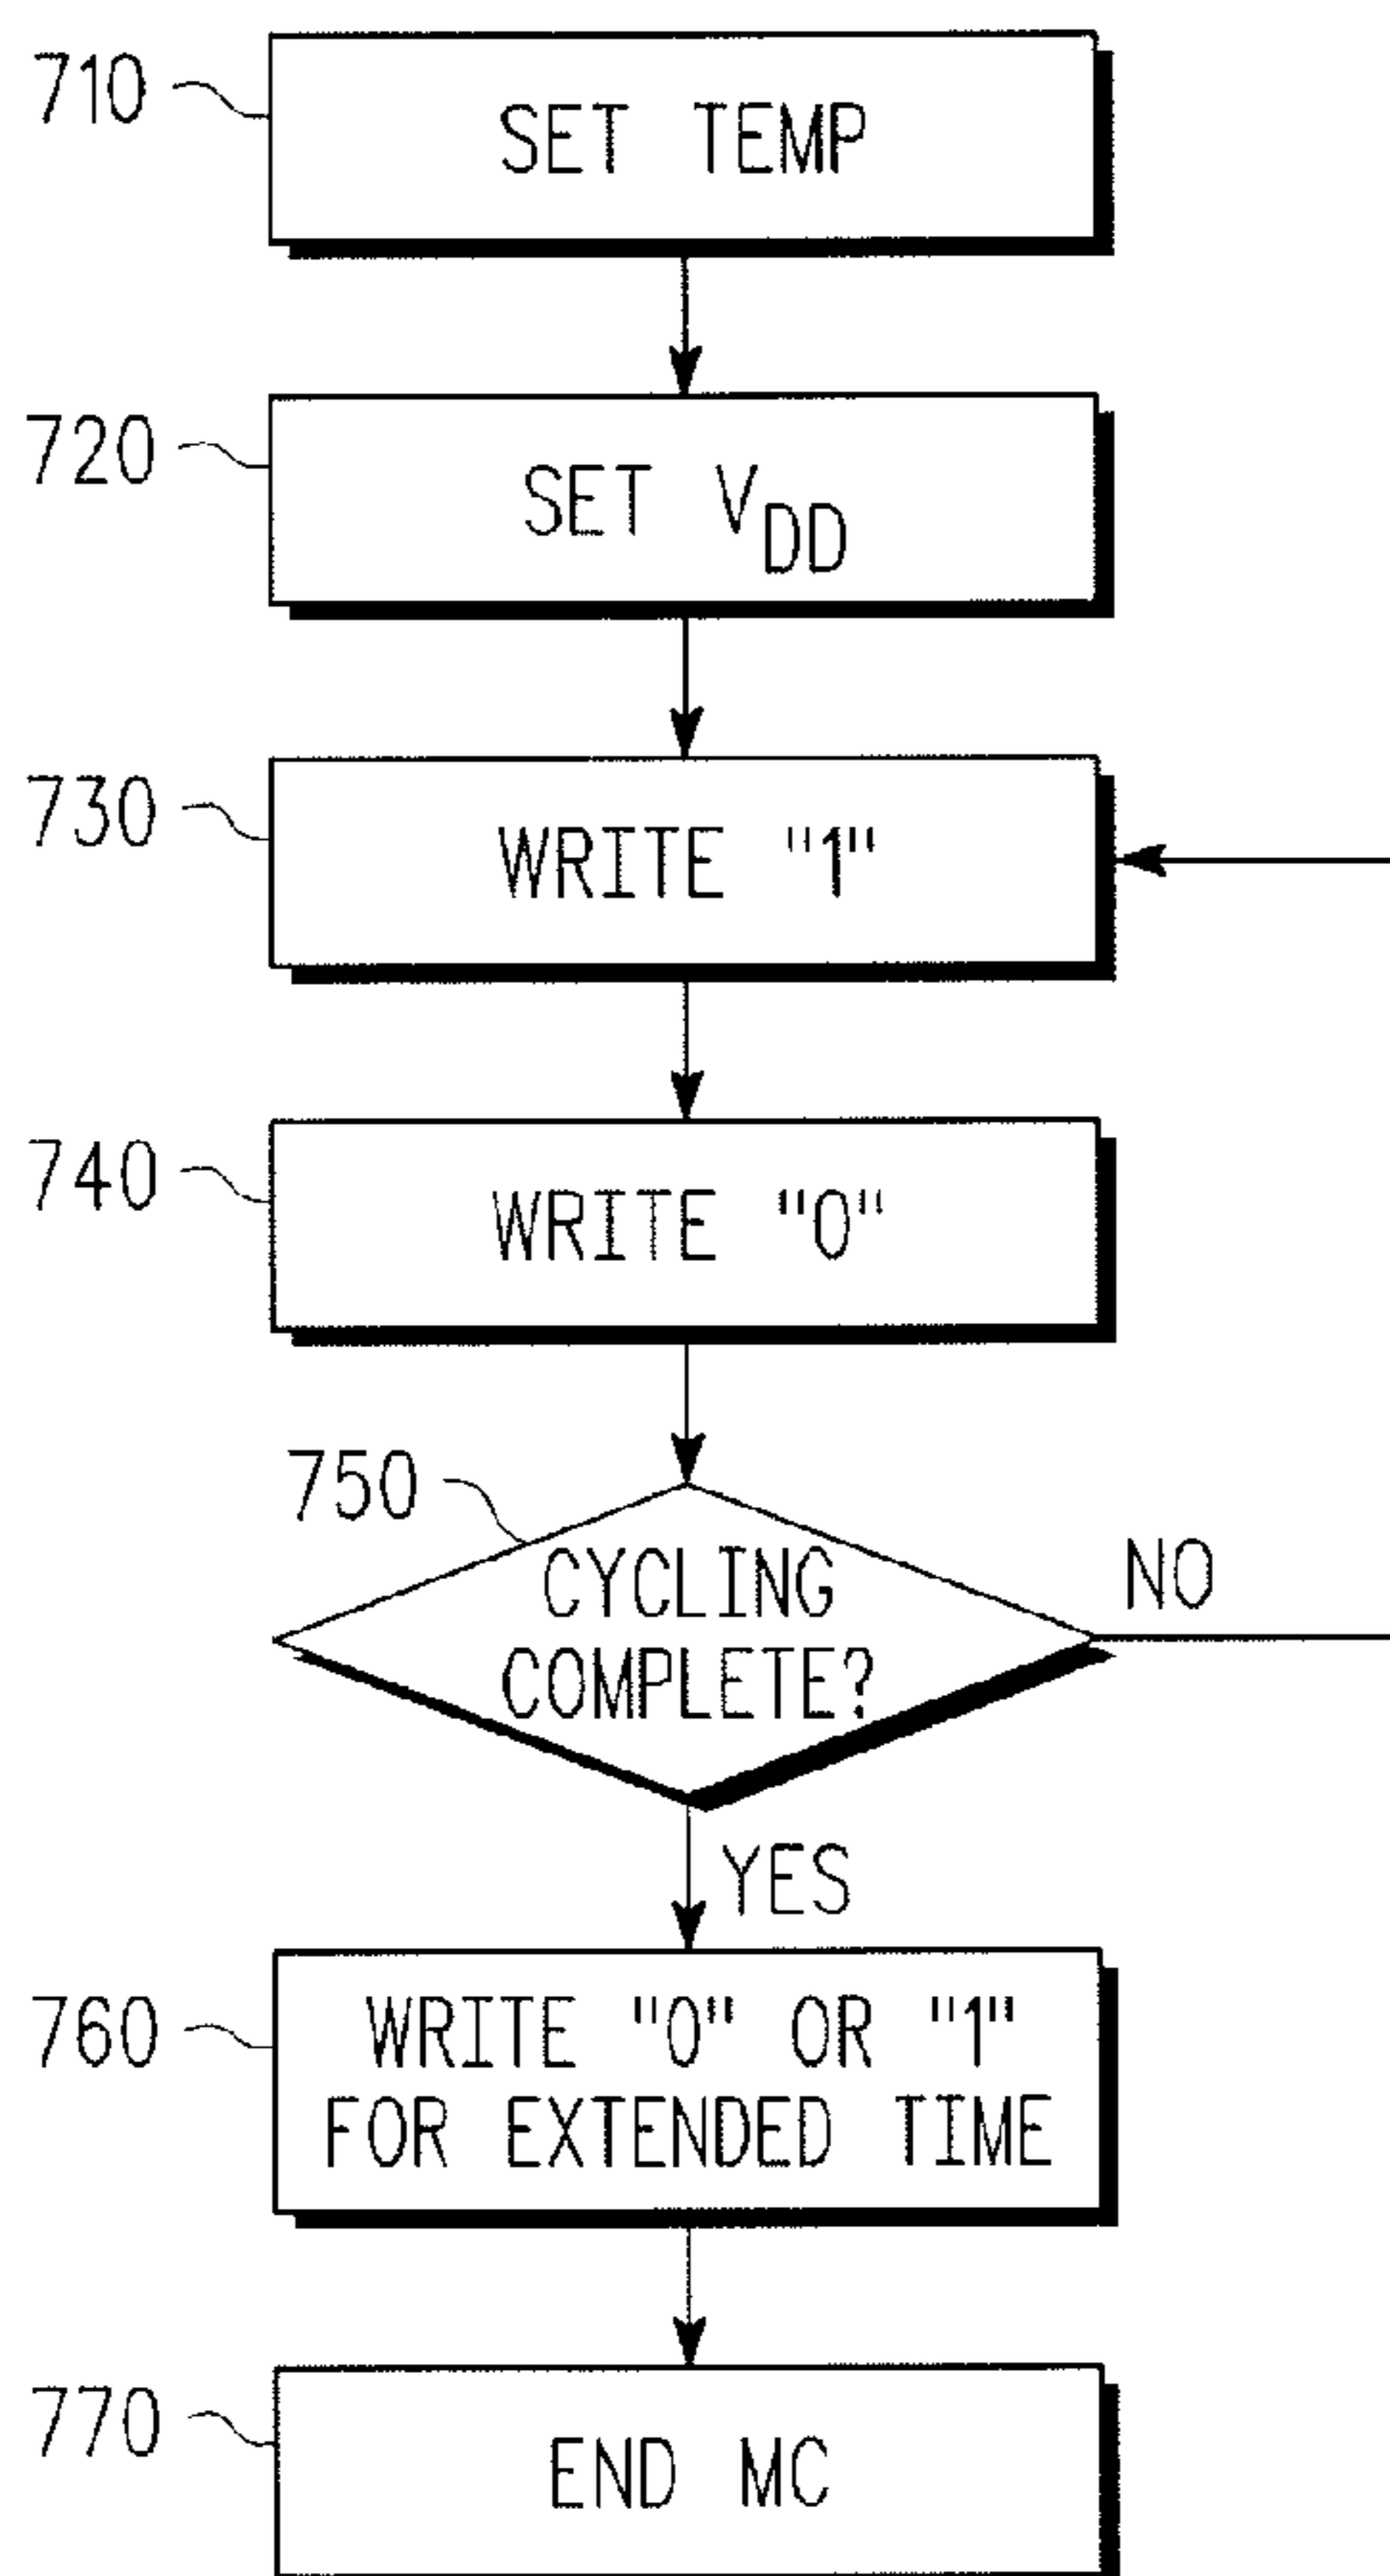 710
SET TEMP
720
SET VDD
730
WRITE "1"
740
WRITE "0"
750
CYCLING
COMPLETE?
NO
YES
760
WRITE "0" OR "1"
FOR EXTENDED TIME
770
END MC